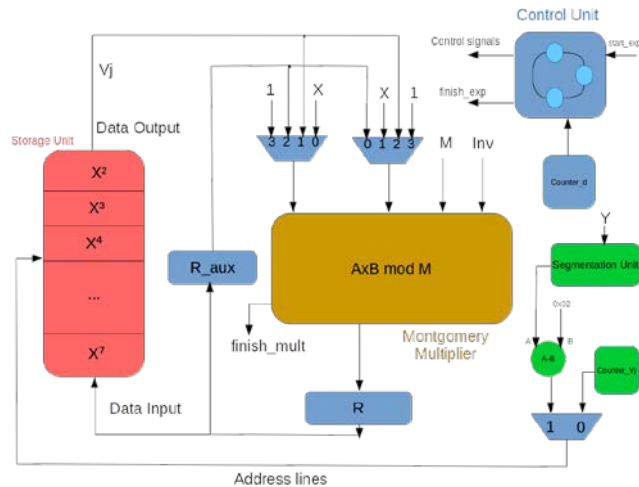 Control Unit
Control signals
start_exp
finish_exp
Vj
1 X X 1
Data Output
3 2 1 0
0 1 2 3
Storage Unit
M Inv
X²
X³
X⁴
...
X⁷
Counter_d
Y
R_aux
AxB mod M
Segmentation Unit
0x02
Montgomery
Multiplier
finish_mult
A
B
A-B
Counter_Vj
Data Input
R
1 0
Address lines